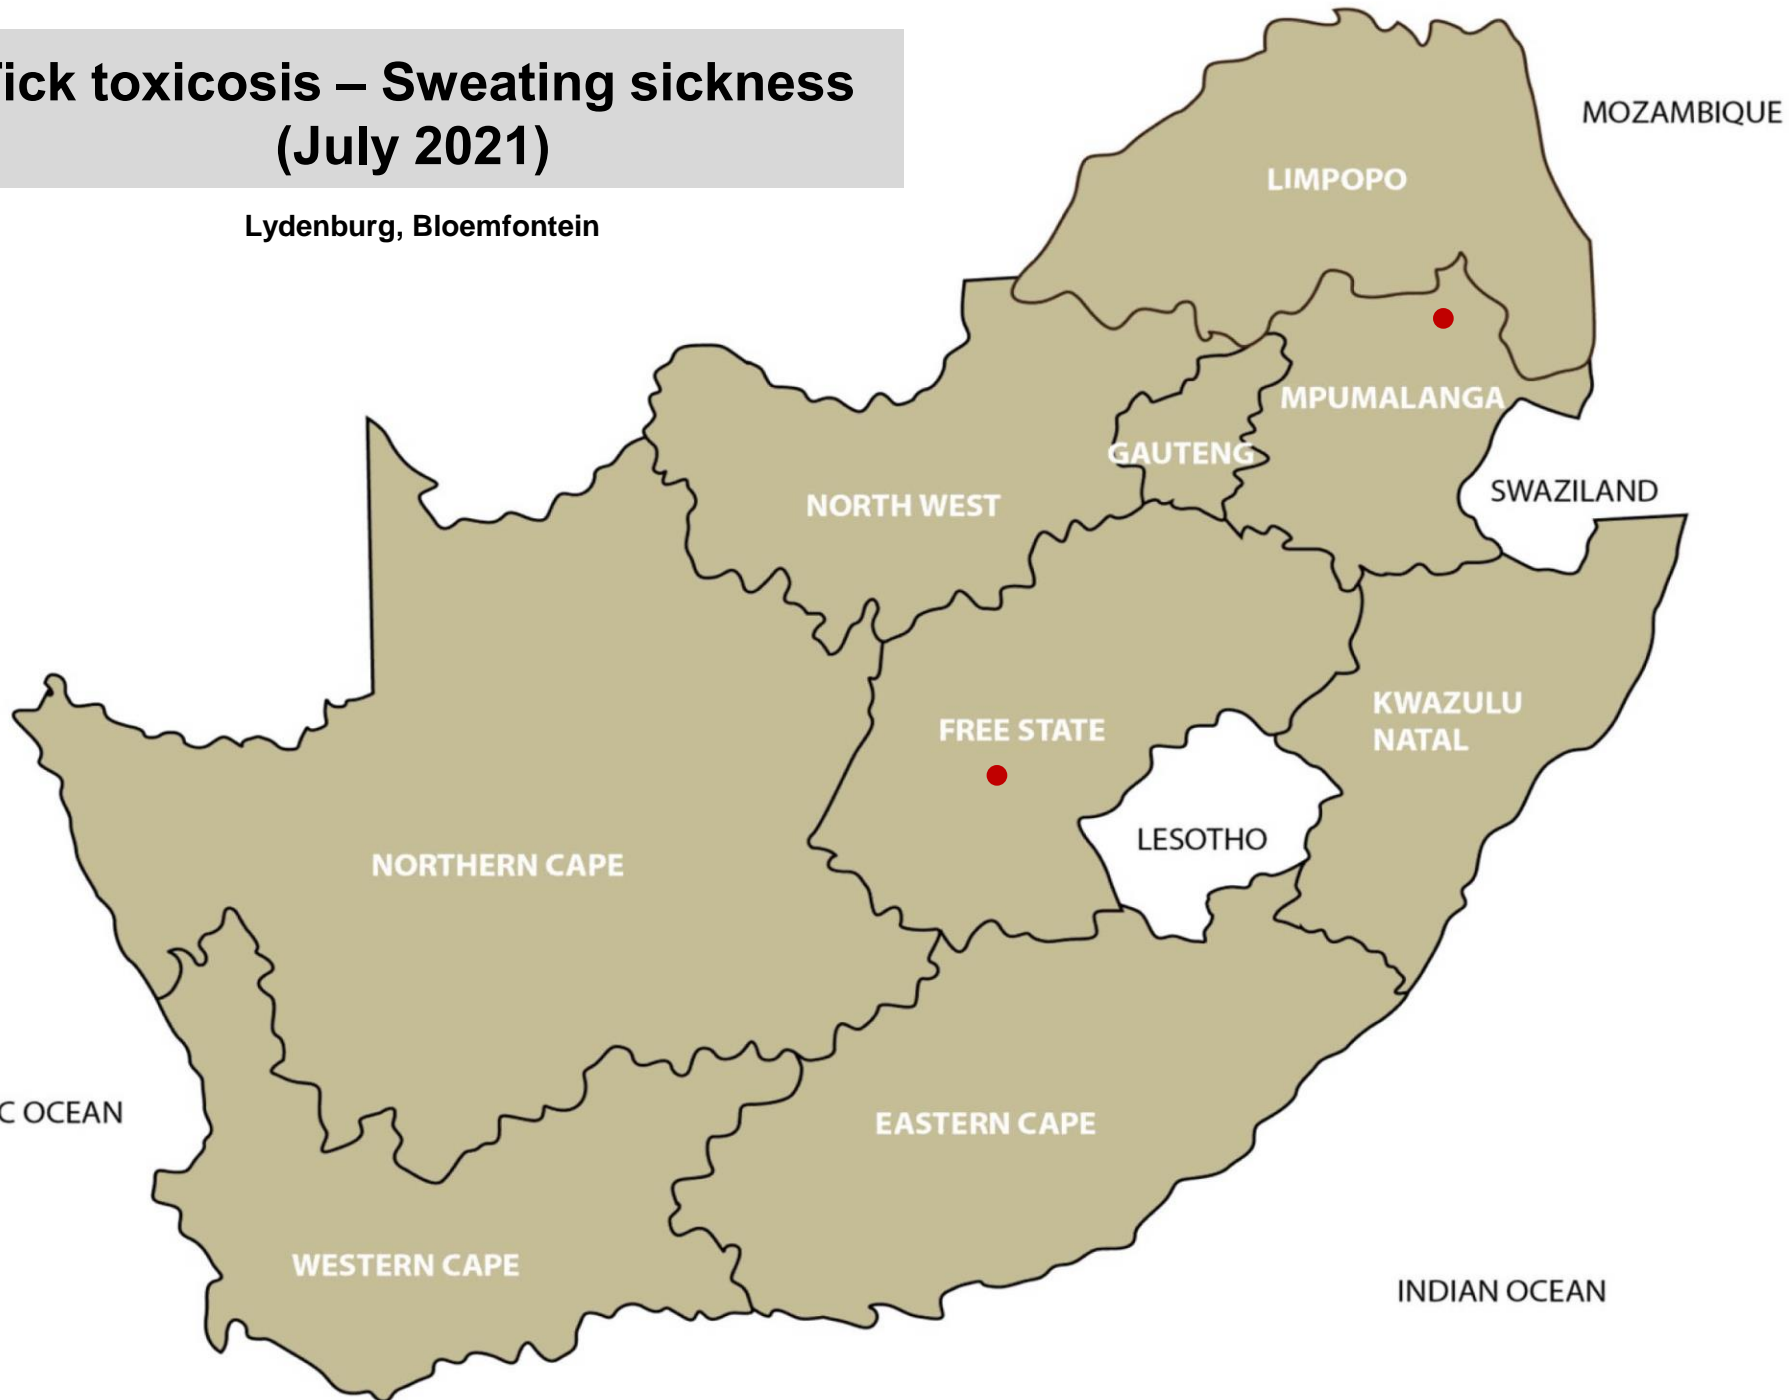 ick toxicosis – Sweating sickness
(July 2021)
Lydenburg, Bloemfontein
MOZAMBIQUE
LIMPOPO
MPUMALANGA
GAUTENG
SWAZILAND
NORTH WEST
KWAZULU
NATAL
FREE STATE
LESOTHO
NORTHERN CAPE
C OCEAN
EASTERN CAPE
WESTERN CAPE
INDIAN OCEAN